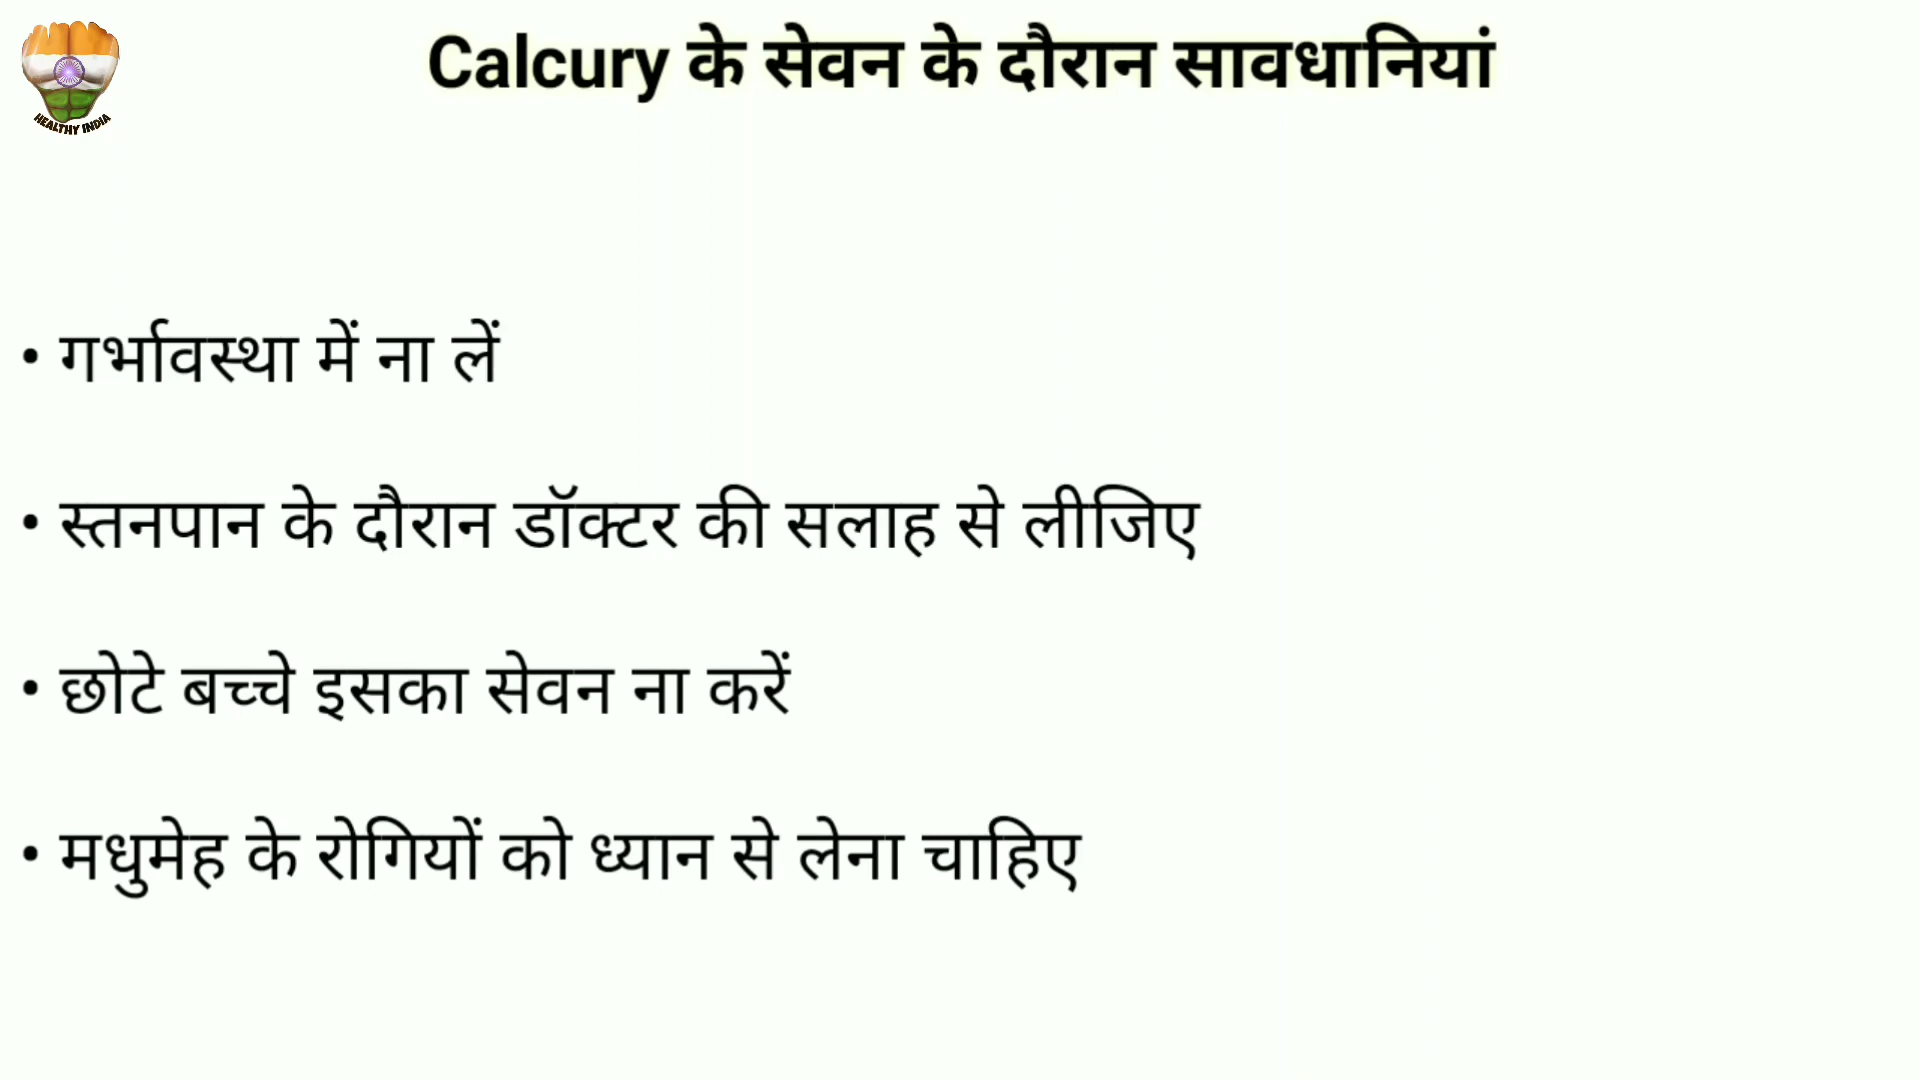 Calcury के सेवन के दौरान सावधानियां
HEALTHY INDIA
• गर्भावस्था में ना लें
• स्तनपान के दौरान डॉक्टर की सलाह से लीजिए
• छोटे बच्चे इसका सेवन ना करें
• मधुमेह के रोगियों को ध्यान से लेना चाहिए